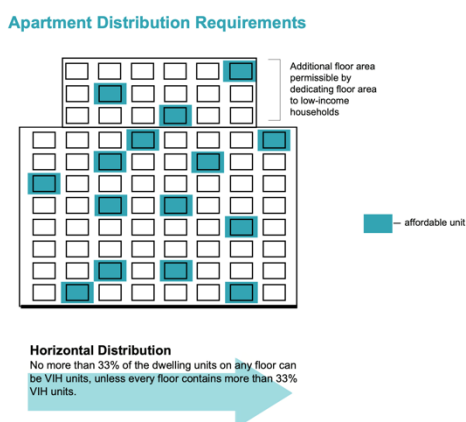 Apartment Distribution Requirements
Additional floor area
permissible by
dedicating floor area
to low-income
households
affordable unit
Horizontal Distribution
No more than 33% of the dwelling units on any floor can
be VIH units, unless every floor contains more than 33%
VIH units.